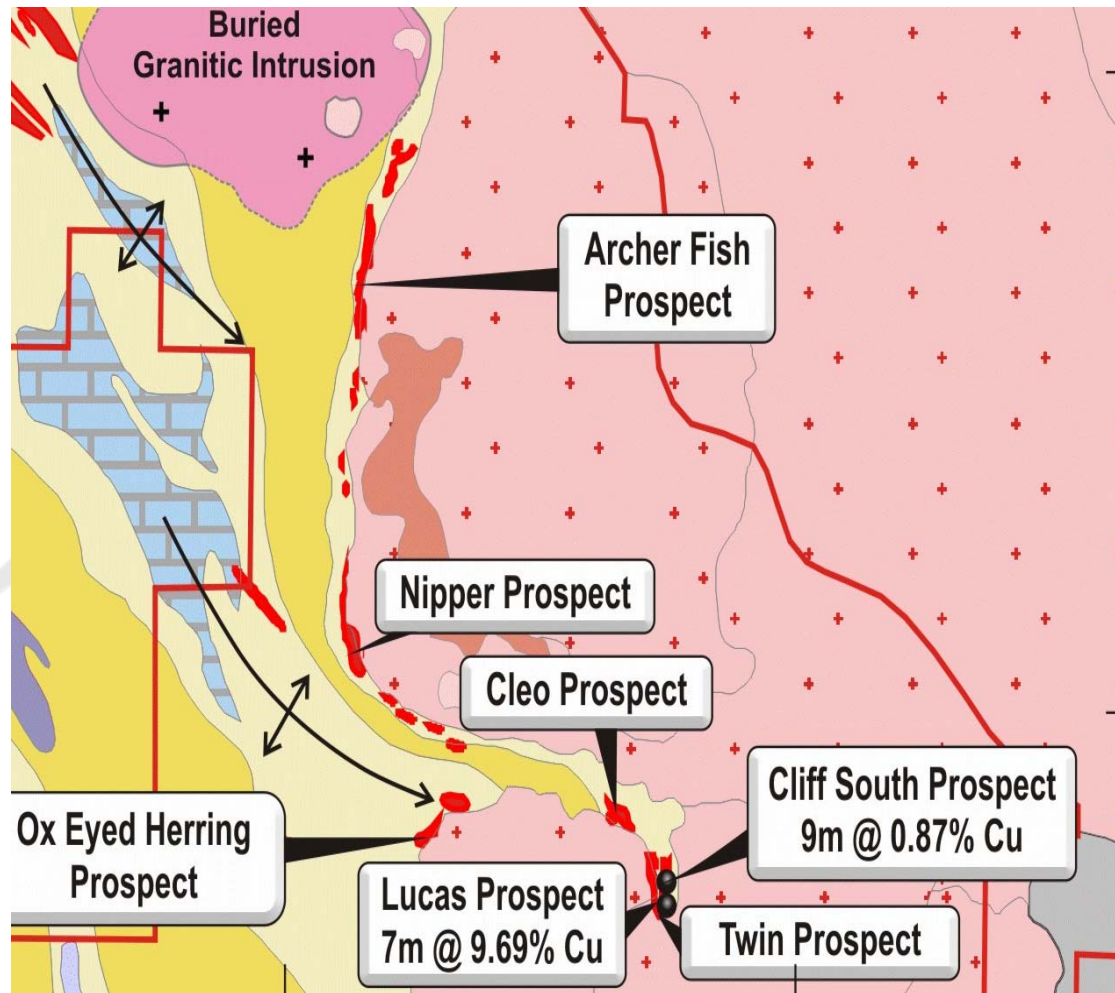 Buried
Granitic Intrusion
Archer Fish
Prospect
Nipper Prospect
Cleo Prospect
Cliff South Prospect
9m @ 0.87% Cu
Ox Eyed Herring
Prospect
Lucas Prospect
7m @ 9.69% Cu
Twin Prospect